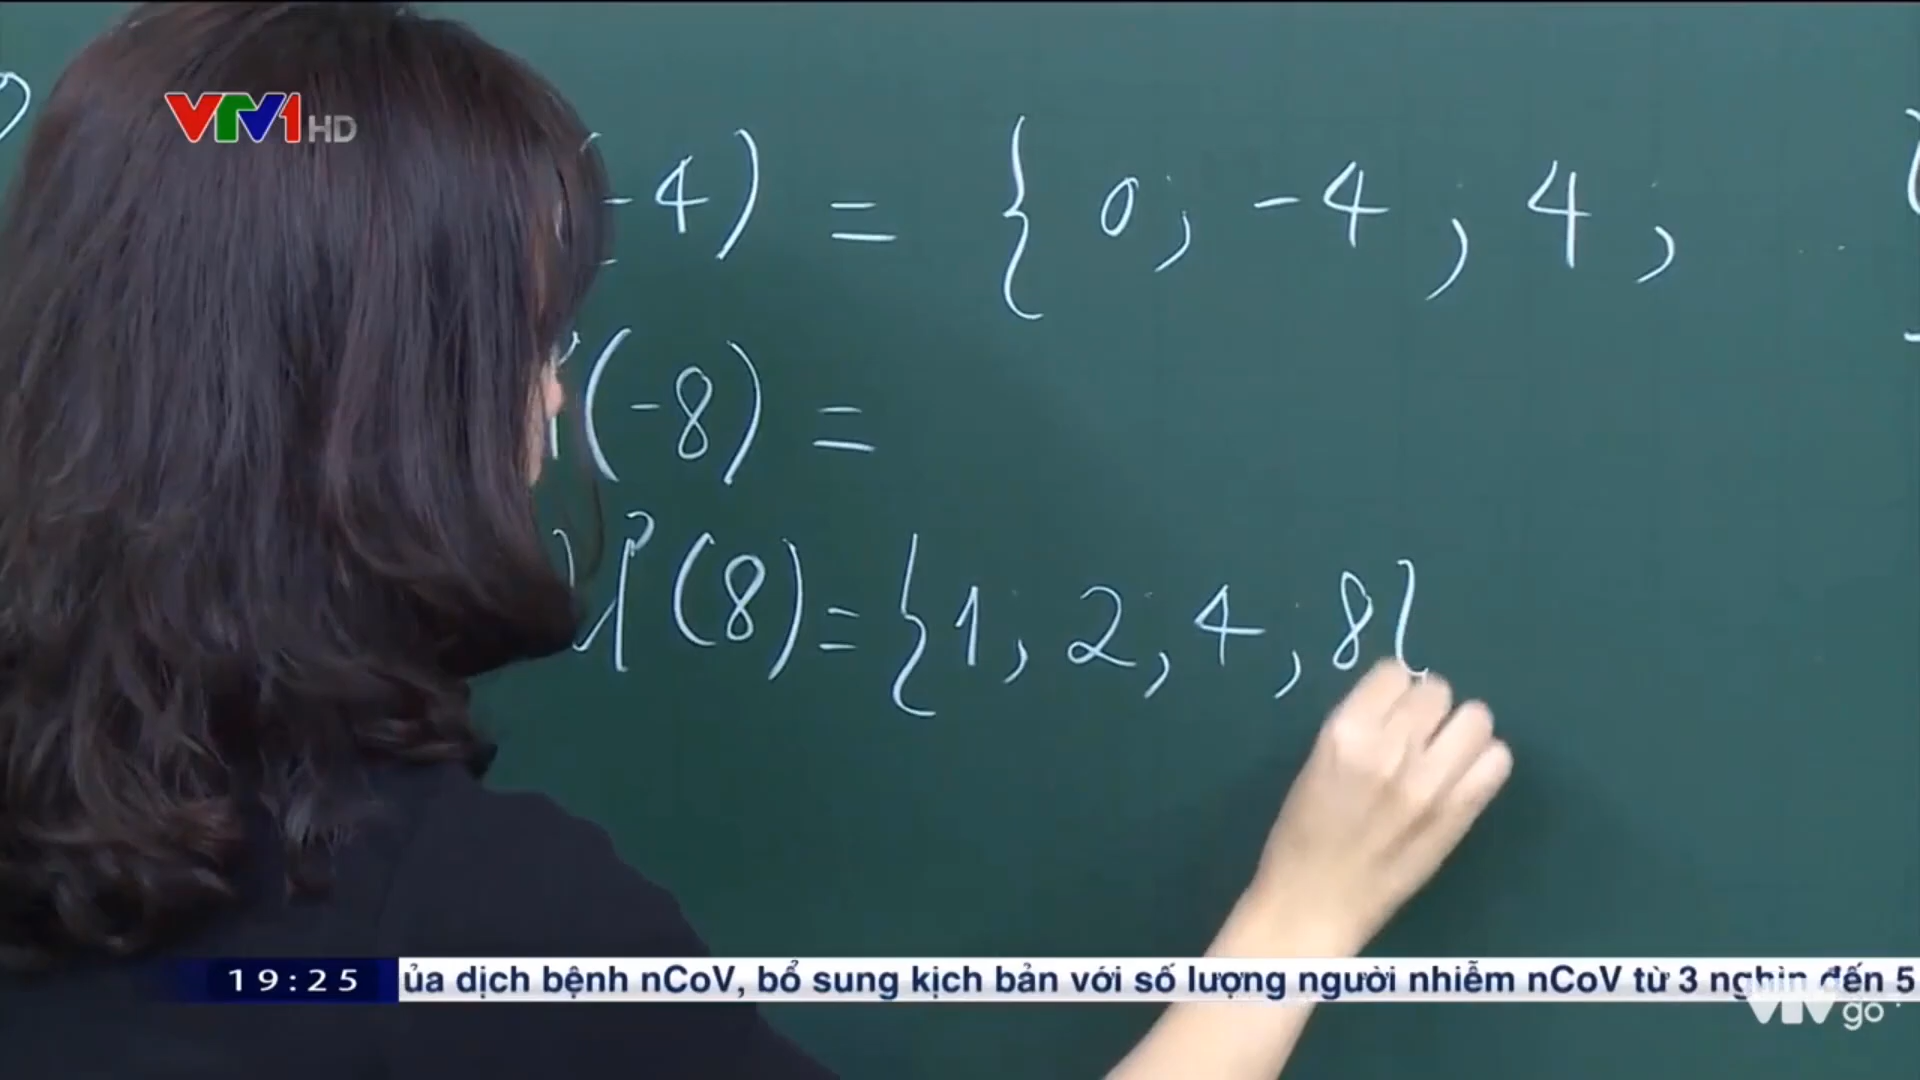 VTV1 HD
-4) = { 0; -4; 4;
(-8) =
Ư(8) = {1; 2; 4; 8}
19:25 ủa dịch bệnh nCoV, bổ sung kịch bản với số lượng người nhiễm nCoV từ 3 nghìn đến 5
VTV go